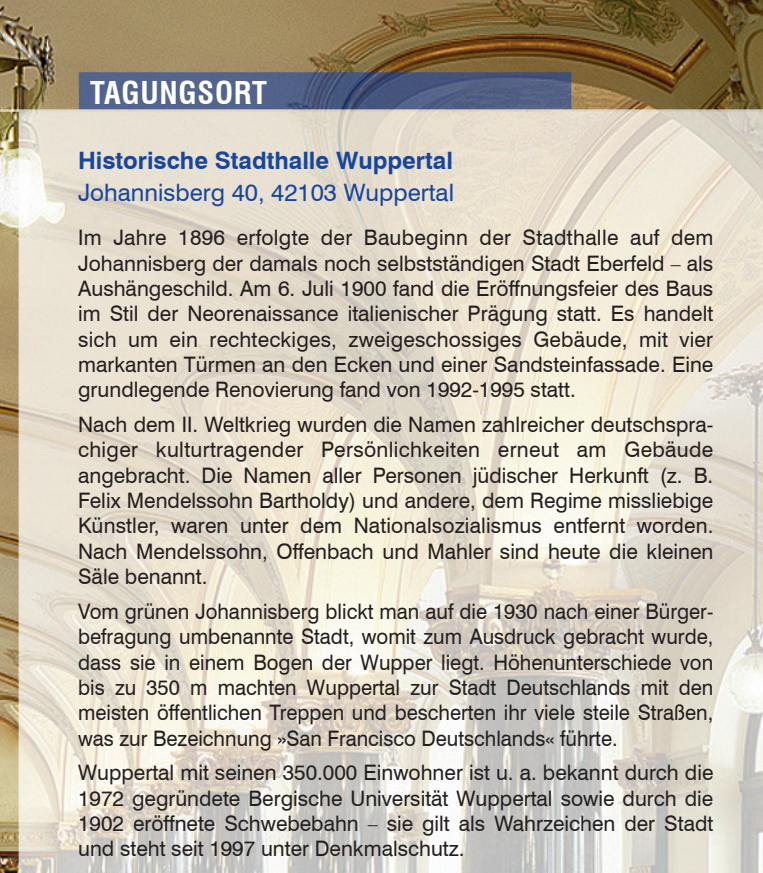 TAGUNGSORT
Historische Stadthalle Wuppertal
Johannisberg 40, 42103 Wuppertal
Im Jahre 1896 erfolgte der Baubeginn der Stadthalle auf dem
Johannisberg der damals noch selbstständigen Stadt Eberfeld – als
Aushängeschild. Am 6. Juli 1900 fand die Eröffnungsfeier des Baus
im Stil der Neorenaissance italienischer Prägung statt. Es handelt
sich um ein rechteckiges, zweigeschossiges Gebäude, mit vier
markanten Türmen an den Ecken und einer Sandsteinfassade. Eine
grundlegende Renovierung fand von 1992-1995 statt.
Nach dem II. Weltkrieg wurden die Namen zahlreicher deutschspra-
chiger kulturtragender Persönlichkeiten erneut am Gebäude
angebracht. Die Namen aller Personen jüdischer Herkunft (z. B.
Felix Mendelssohn Bartholdy) und andere, dem Regime missliebige
Künstler, waren unter dem Nationalsozialismus entfernt worden.
Nach Mendelssohn, Offenbach und Mahler sind heute die kleinen
Säle benannt.
Vom grünen Johannisberg blickt man auf die 1930 nach einer Bürger-
befragung umbenannte Stadt, womit zum Ausdruck gebracht wurde,
dass sie in einem Bogen der Wupper liegt. Höhenunterschiede von
bis zu 350 m machten Wuppertal zur Stadt Deutschlands mit den
meisten öffentlichen Treppen und bescherten ihr viele steile Straßen,
was zur Bezeichnung »San Francisco Deutschlands« führte.
Wuppertal mit seinen 350.000 Einwohner ist u. a. bekannt durch die
1972 gegründete Bergische Universität Wuppertal sowie durch die
1902 eröffnete Schwebebahn – sie gilt als Wahrzeichen der Stadt
und steht seit 1997 unter Denkmalschutz.